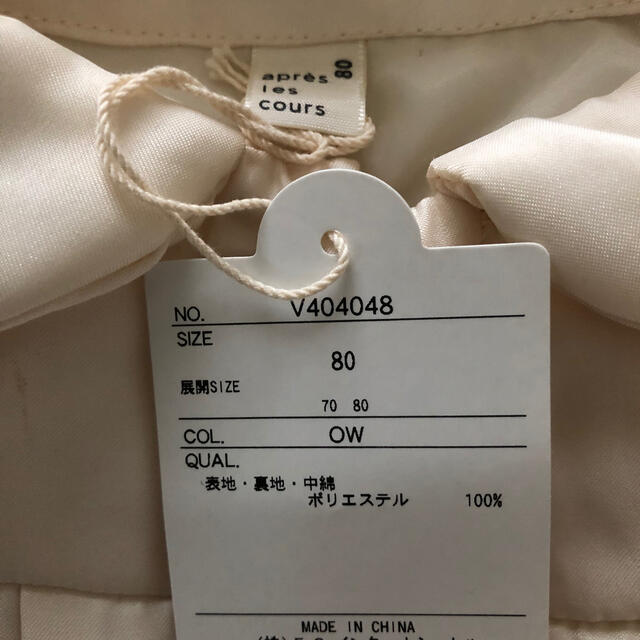 après
les
cours
80
NO. V404048
SIZE
80
展開SIZE
70 80
COL. OW
QUAL.
表地・裏地・中綿
ポリエステル 100%
MADE IN CHINA